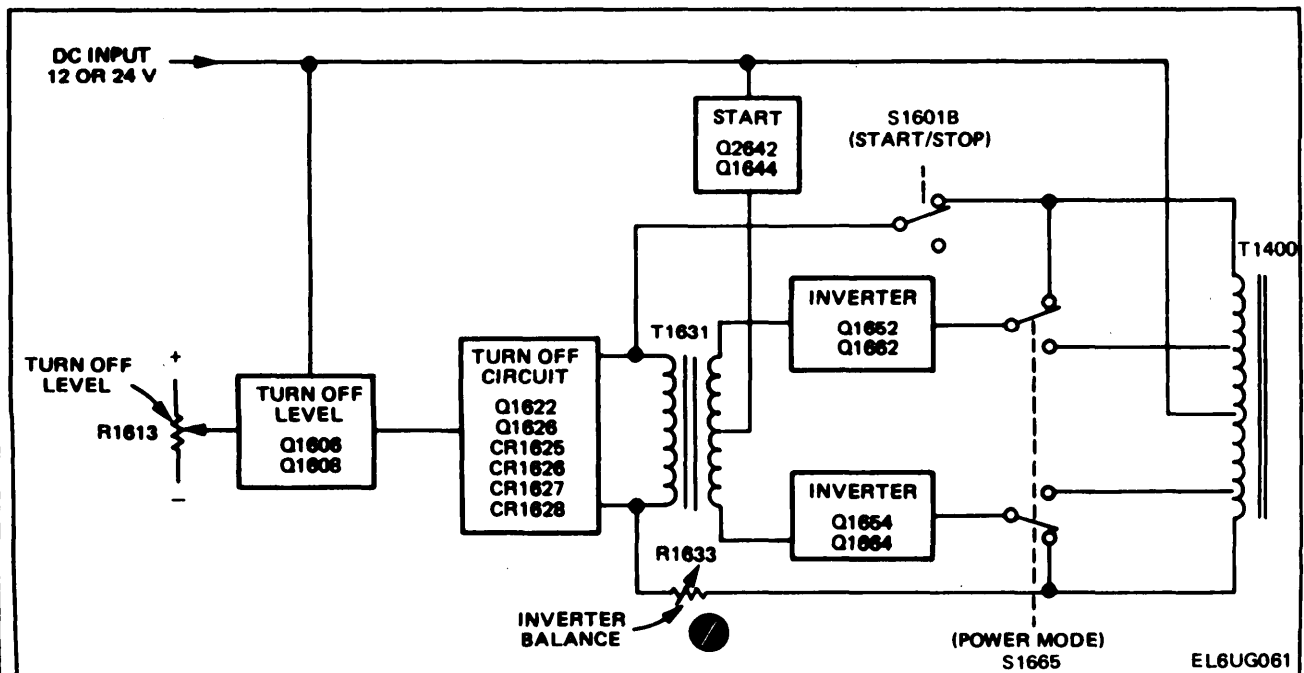 DC INPUT
12 OR 24 V
START
Q2642
Q1644
S1601B
(START/STOP)
T1400
INVERTER
Q1652
Q1662
T1631
TURN OFF
LEVEL
+
R1613
−
TURN OFF
LEVEL
Q1606
Q1608
TURN OFF
CIRCUIT
Q1622
Q1626
CR1625
CR1626
CR1627
CR1628
INVERTER
Q1654
Q1664
R1633
INVERTER
BALANCE
(POWER MODE)
S1665
EL6UG061